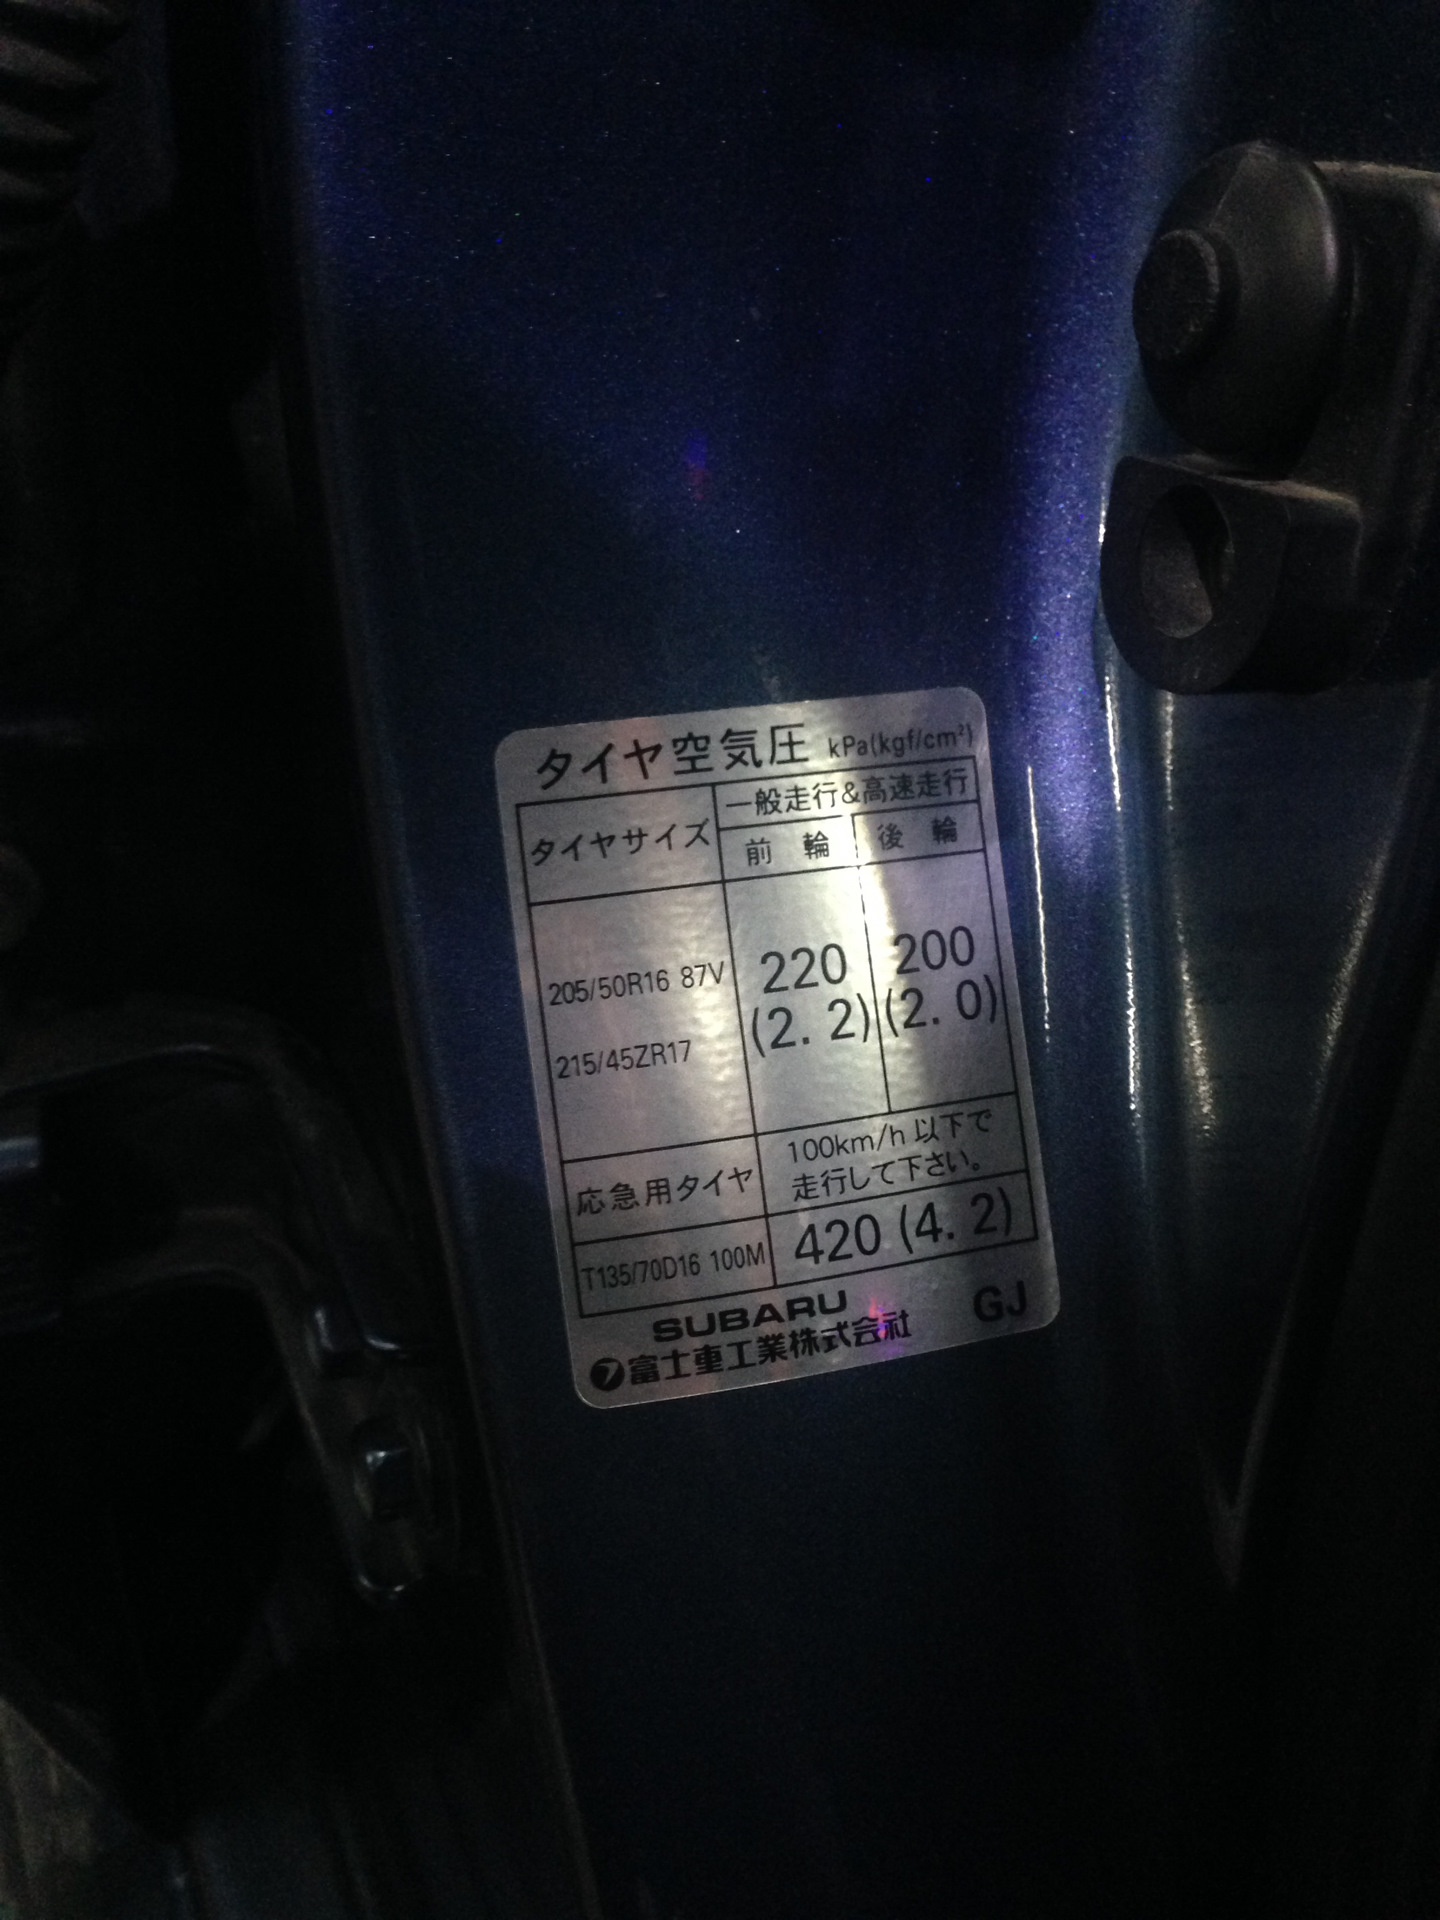 タイヤ空気圧 kPa(kgf/cm²)
タイヤサイズ
一般走行&高速走行
前輪 後輪
205/50R16 87V
215/45ZR17
220 200
(2.2) (2.0)
応急用タイヤ
100km/h以下で
走行して下さい。
T135/70D16 100M 420 (4.2)
SUBARU
富士重工業株式会社 GJ